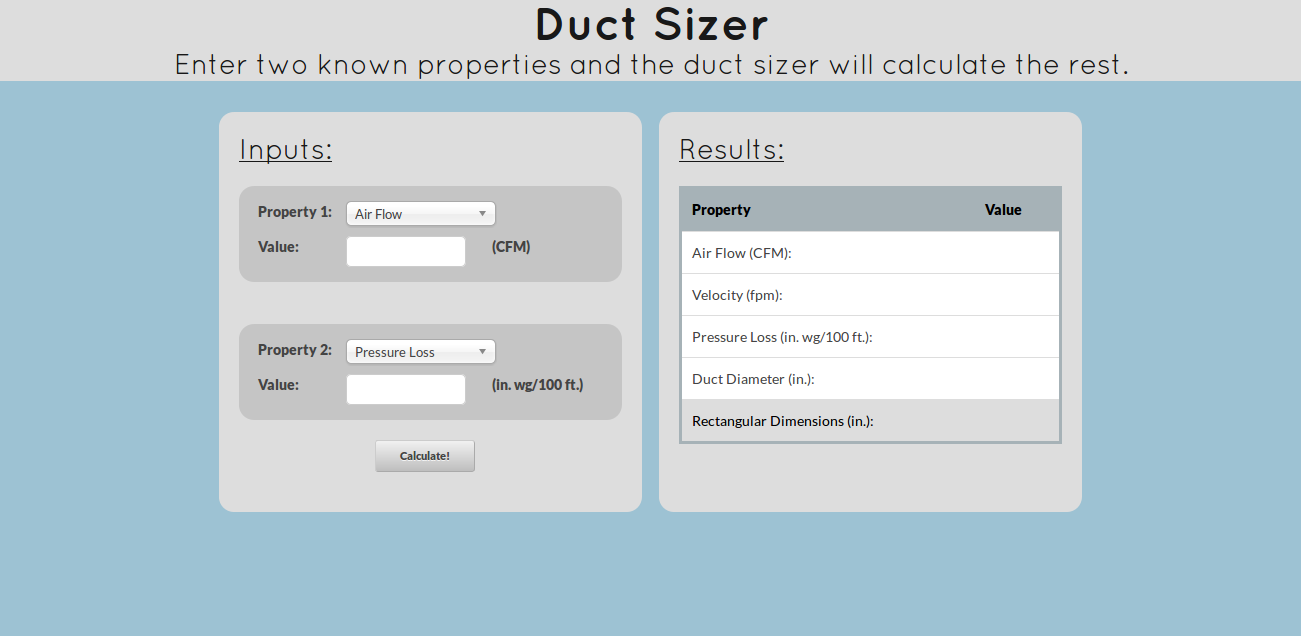 Duct Sizer
Enter two known properties and the duct sizer will calculate the rest.
Inputs:
Property 1: Air Flow
Value: (CFM)
Property 2: Pressure Loss
Value: (in. wg/100 ft.)
Calculate!
Results:
Property Value
Air Flow (CFM):
Velocity (fpm):
Pressure Loss (in. wg/100 ft.):
Duct Diameter (in.):
Rectangular Dimensions (in.):